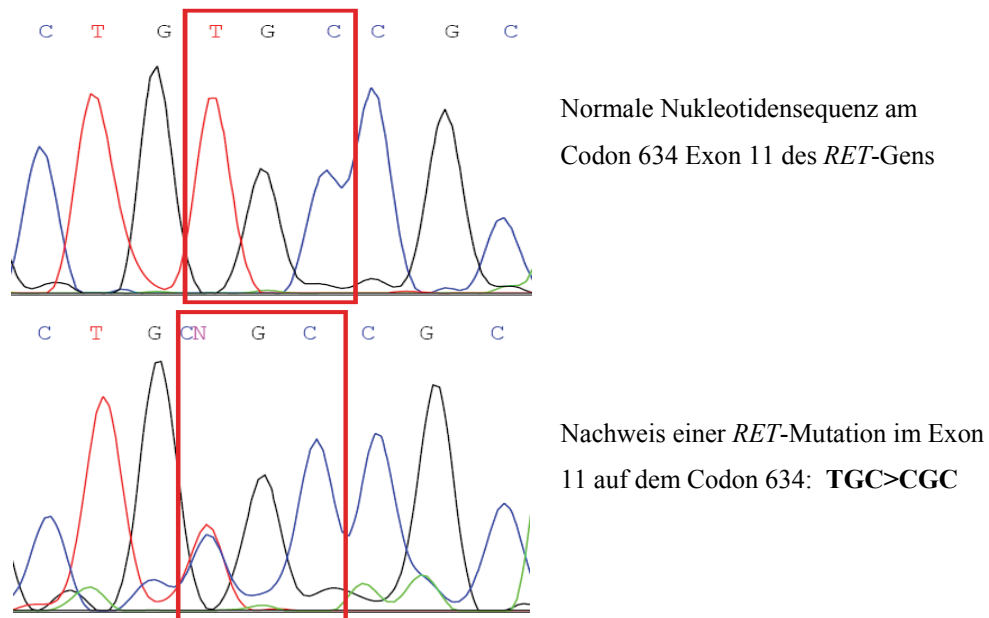 C T G T G C C G C
Normale Nukleotidensequenz am
Codon 634 Exon 11 des RET-Gens
C T G CN G C C G C
Nachweis einer RET-Mutation im Exon
11 auf dem Codon 634: TGC>CGC